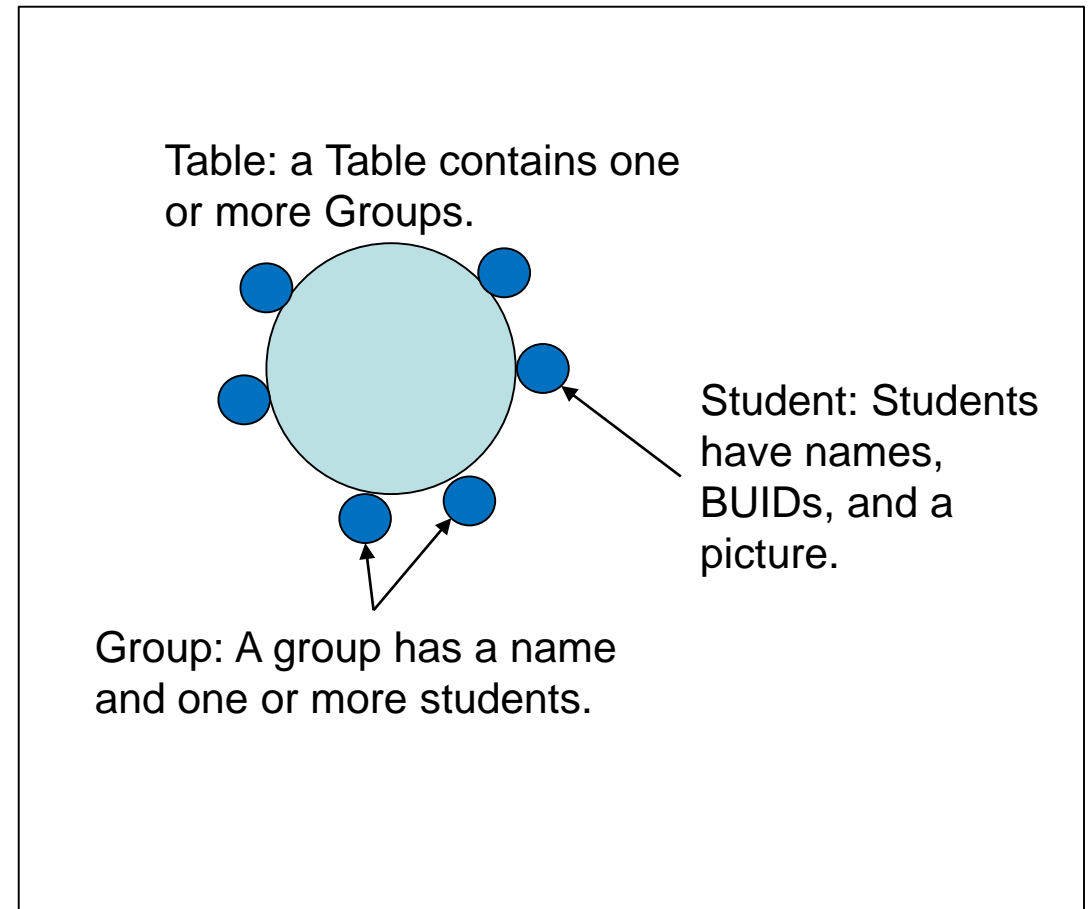 Table: a Table contains one
or more Groups.
Student: Students
have names,
BUIDs, and a
picture.
Group: A group has a name
and one or more students.